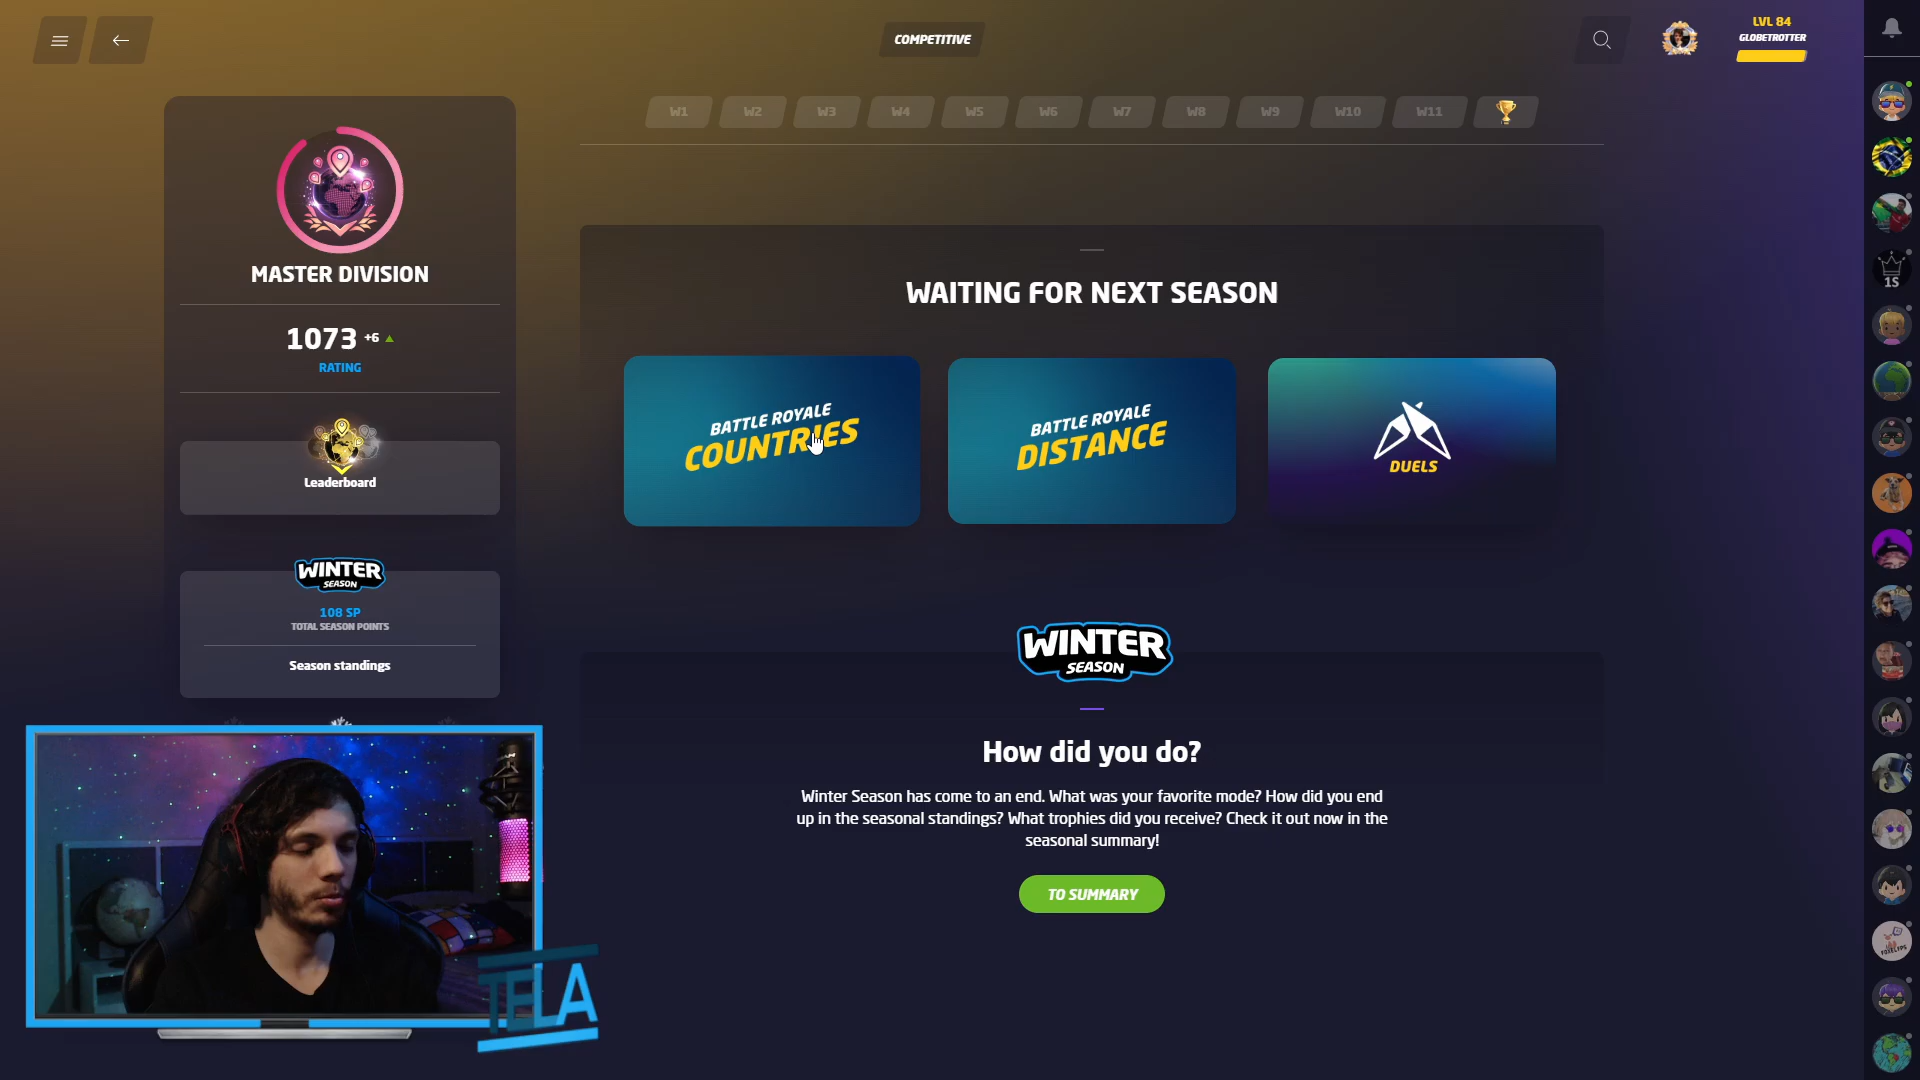 COMPETITIVE
LVL 84
GLOBETROTTER
W1 W2 W3 W4 W5 W6 W7 W8 W9 W10 W11
MASTER DIVISION
1073 +6
RATING
Leaderboard
WINTER
SEASON
108 SP
TOTAL SEASON POINTS
Season standings
WAITING FOR NEXT SEASON
BATTLE ROYALE
COUNTRIES
BATTLE ROYALE
DISTANCE
DUELS
WINTER
SEASON
How did you do?
Winter Season has come to an end. What was your favorite mode? How did you end
up in the seasonal standings? What trophies did you receive? Check it out now in the
seasonal summary!
TO SUMMARY
TELA
1S